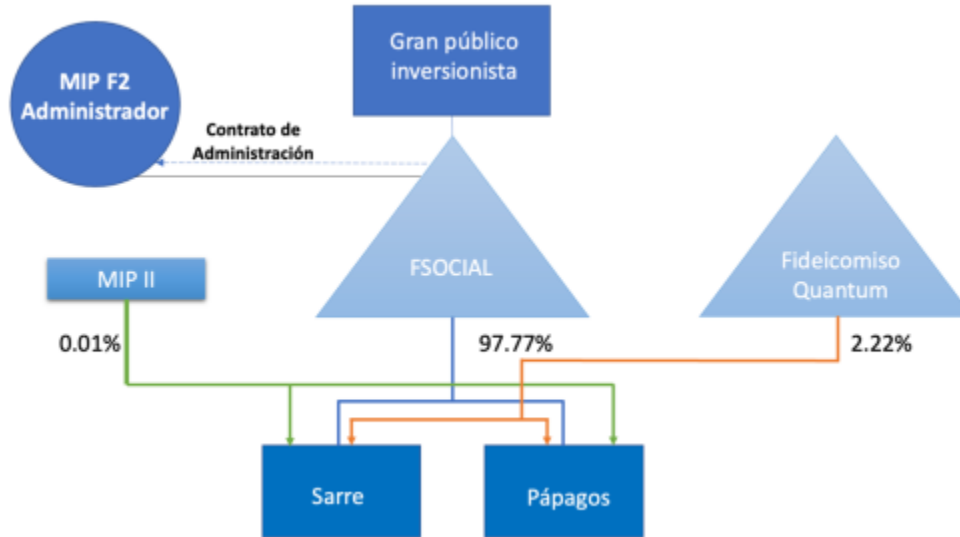 Gran público
inversionista
MIP F2
Administrador
Contrato de
Administración
FSOCIAL
Fideicomiso
Quantum
MIP II
0.01%
97.77%
2.22%
Sarre
Pápagos